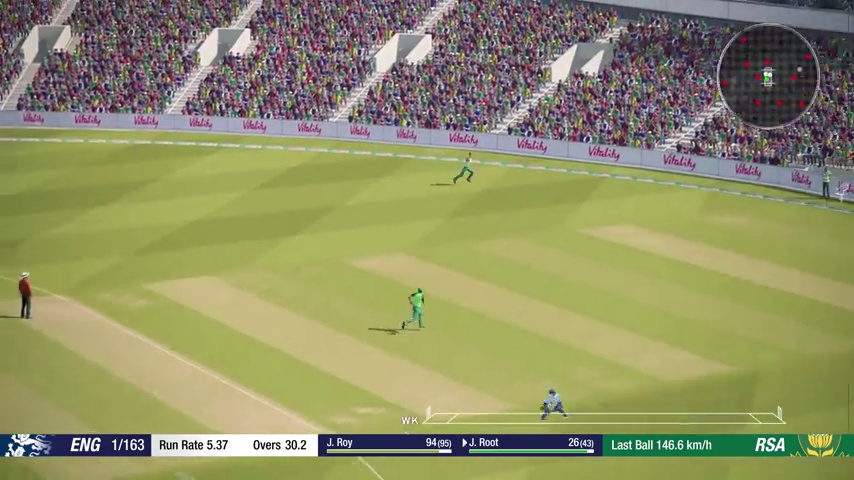 Vitality Vitality Vitality Vitality Vitality Vitality Vitality Vitality Vitality Vitality Vitality Vitality
WK
ENG 1/163 Run Rate 5.37 Overs 30.2 J. Roy 94 (95) J. Root 26 (43) Last Ball 146.6 km/h RSA